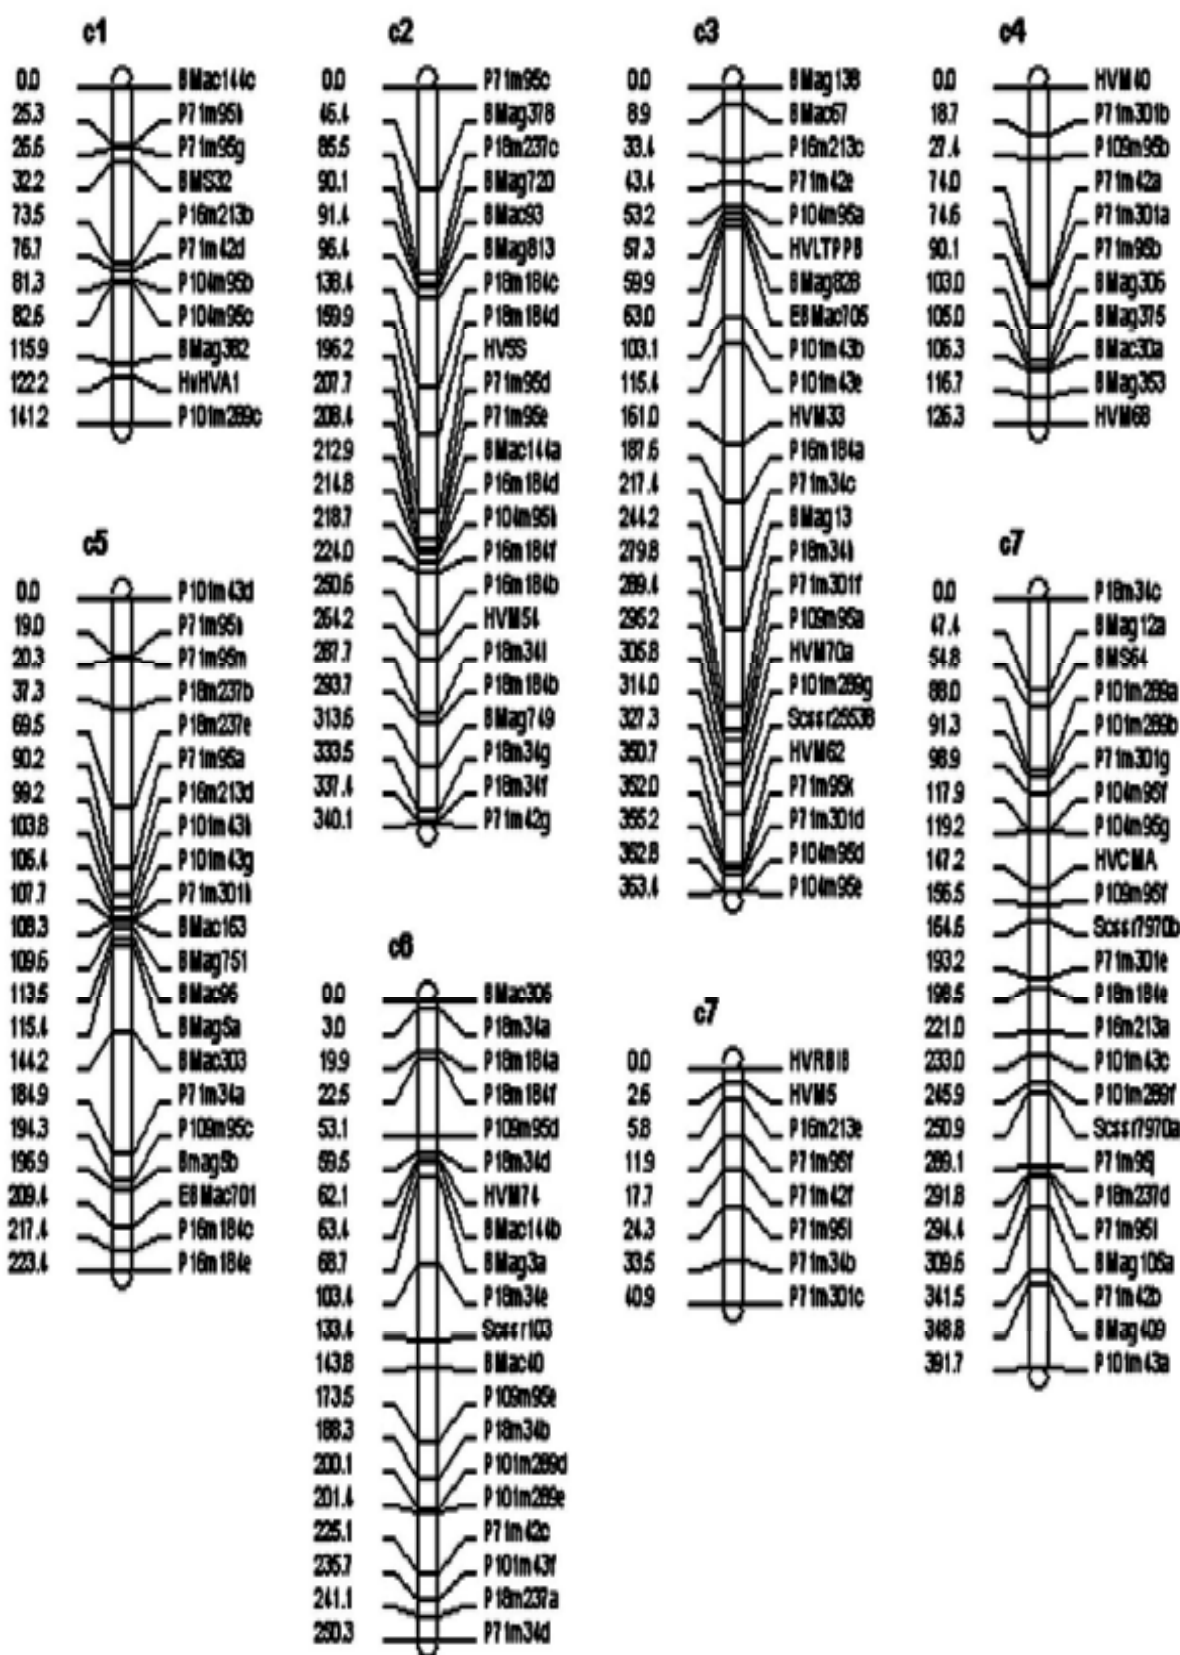 c1
0.0 BMac144c
25.3 P71m95h
26.6 P71m95g
32.2 BMS32
73.5 P16m213b
76.7 P71m42d
81.3 P104m95b
82.6 P104m95c
115.9 BMag382
122.2 HvHVA1
141.2 P101m289c
c2
0.0 P71m95c
45.4 BMag378
85.5 P18m237c
90.1 BMag720
91.4 BMac93
95.4 BMag813
138.4 P18m184c
159.9 P18m184d
196.2 HVSS
207.7 P71m95d
208.4 P71m95e
212.9 BMac144a
214.8 P16m184d
218.7 P104m95h
224.0 P16m184f
250.6 P16m184b
264.2 HVM54
287.7 P18m34i
293.7 P18m184b
313.6 BMag749
333.5 P18m34g
337.4 P18m34f
340.1 P71m42g
c3
0.0 BMag138
8.9 BMac67
33.4 P16m213c
43.4 P71m42e
53.2 P104m95a
57.3 HVLTPPB
59.9 BMag828
63.0 EBMac705
103.1 P101m43b
115.4 P101m43e
161.0 HVM33
187.6 P16m184a
217.4 P71m34c
244.2 BMag13
279.8 P18m34h
289.4 P71m301f
295.2 P109m95a
305.8 HVM70a
314.0 P101m289g
327.3 Scssr25538
350.7 HVM62
352.0 P71m95k
355.2 P71m301d
362.8 P104m95d
363.4 P104m95e
c4
0.0 HVM40
18.7 P71m301b
27.4 P109m95b
74.0 P71m42a
74.6 P71m301a
90.1 P71m95b
103.0 BMag306
105.0 BMag375
106.3 BMac30a
116.7 BMag353
126.3 HVM68
c5
0.0 P101m43d
19.0 P71m95h
20.3 P71m95m
37.3 P18m237b
69.5 P18m237e
90.2 P71m95a
99.2 P16m213d
103.8 P101m43h
105.4 P101m43g
107.7 P71m301h
108.3 BMac163
109.6 BMag751
113.5 BMac96
115.4 BMag5a
144.2 BMac303
184.9 P71m34a
194.3 P109m95c
196.9 Bmag5b
209.4 EBMac701
217.4 P16m184c
223.4 P16m184e
c6
0.0 BMac306
3.0 P18m34a
19.9 P18m184a
22.5 P18m184f
53.1 P109m95d
59.5 P18m34d
62.1 HVM74
63.4 BMac144b
68.7 BMag3a
103.4 P18m34e
133.4 Scssr103
143.8 BMac40
173.5 P109m95e
188.3 P18m34b
200.1 P101m289d
201.4 P101m289e
225.1 P71m42c
235.7 P101m43f
241.1 P18m237a
250.3 P71m34d
c7
0.0 HVRBIB
2.6 HVM5
5.8 P16m213e
11.9 P71m95f
17.7 P71m42f
24.3 P71m95i
33.5 P71m34b
40.9 P71m301c
c7
0.0 P18m34c
47.4 BMag12a
54.8 BMS64
88.0 P101m289a
91.3 P101m289b
98.9 P71m301g
117.9 P104m95f
119.2 P104m95g
147.2 HVCMA
156.5 P109m95f
164.6 Scssr7970b
193.2 P71m301e
198.5 P18m184e
221.0 P16m213a
233.0 P101m43c
245.9 P101m289f
250.9 Scssr7970a
289.1 P71m95j
291.8 P18m237d
294.4 P71m95l
309.6 BMag106a
341.5 P71m42b
348.8 BMag409
391.7 P101m43a